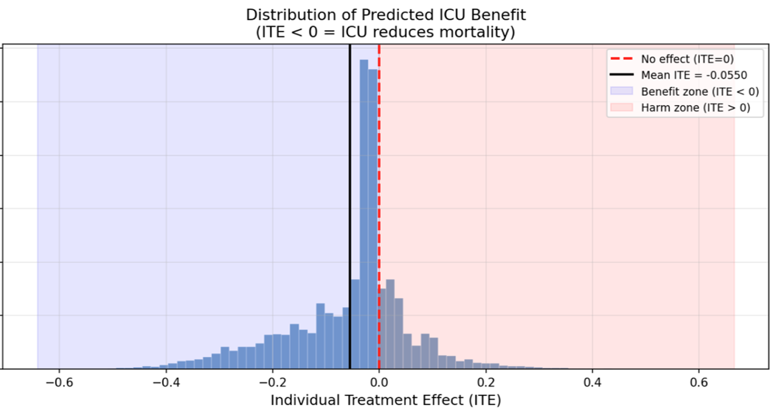 Distribution of Predicted ICU Benefit
(ITE < 0 = ICU reduces mortality)
No effect (ITE=0)
Mean ITE = -0.0550
Benefit zone (ITE < 0)
Harm zone (ITE > 0)
−0.6 −0.4 −0.2 0.0 0.2 0.4 0.6
Individual Treatment Effect (ITE)